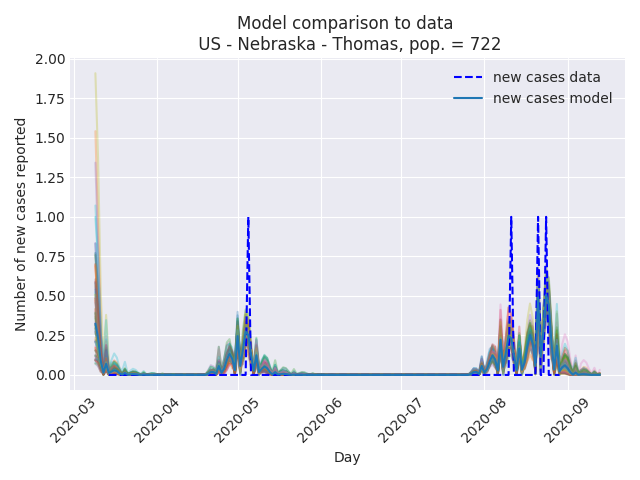 Model comparison to data
US - Nebraska - Thomas, pop. = 722
new cases data
new cases model
Number of new cases reported
2.00
1.75
1.50
1.25
1.00
0.75
0.50
0.25
0.00
2020-03
2020-04
2020-05
2020-06
2020-07
2020-08
2020-09
Day